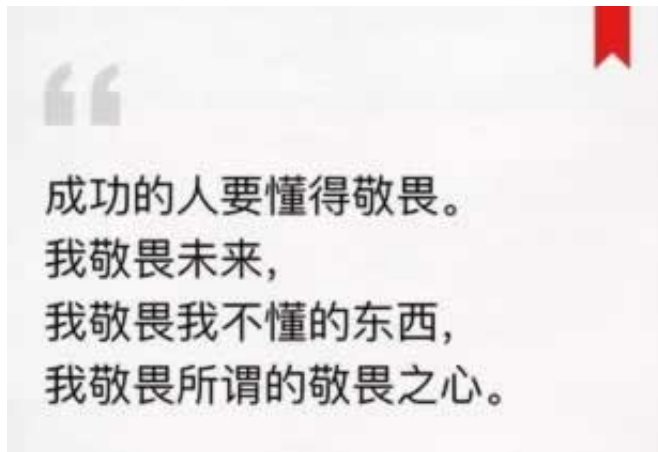 成功的人要懂得敬畏。
我敬畏未来，
我敬畏我不懂的东西，
我敬畏所谓的敬畏之心。